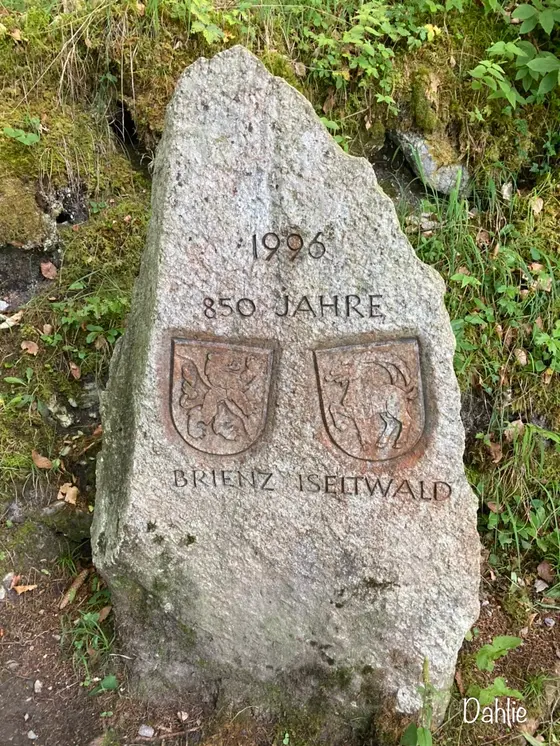 1996
850 JAHRE
BRIENZ ISELTWALD
Dahlie